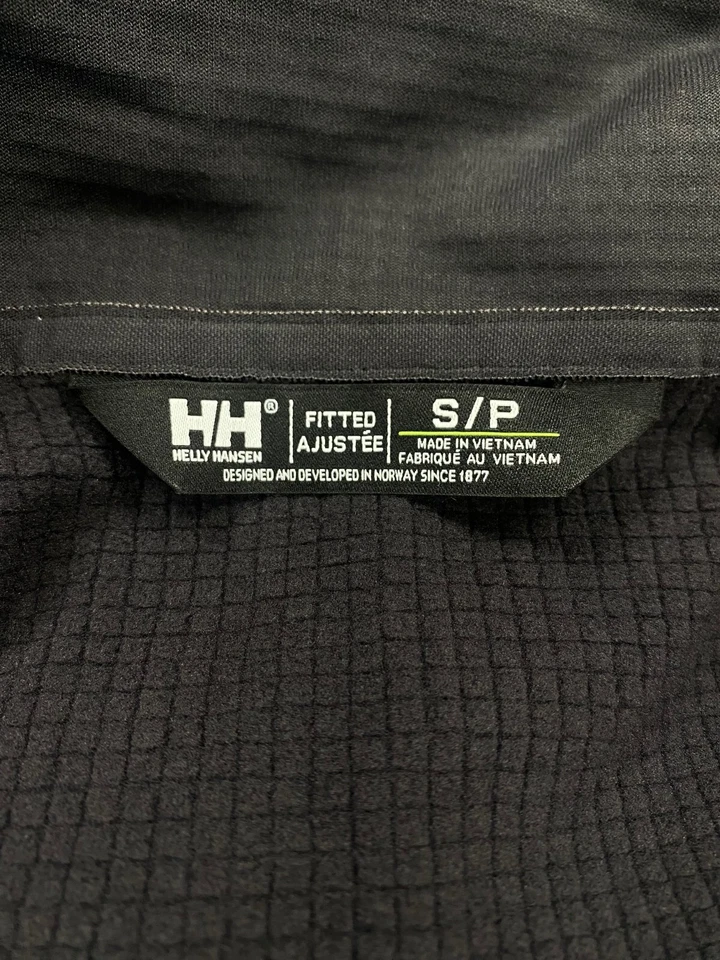 HH®
HELLY HANSEN
FITTED
AJUSTÉE
S/P
MADE IN VIETNAM
FABRIQUÉ AU VIETNAM
DESIGNED AND DEVELOPED IN NORWAY SINCE 1877